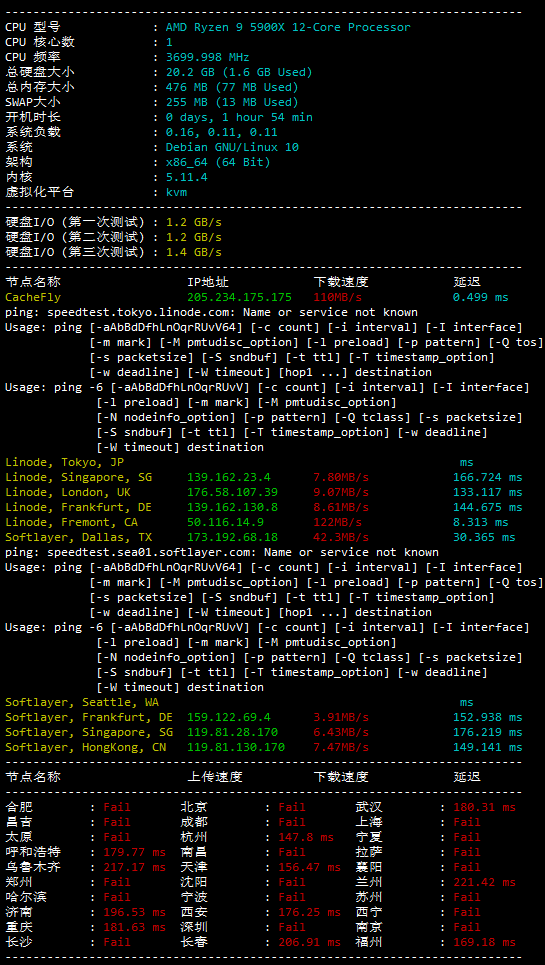 ----------------------------------------------------------------------
CPU 型号 : AMD Ryzen 9 5900X 12-Core Processor
CPU 核心数 : 1
CPU 频率 : 3699.998 MHz
总硬盘大小 : 20.2 GB (1.6 GB Used)
总内存大小 : 476 MB (77 MB Used)
SWAP大小 : 255 MB (13 MB Used)
开机时长 : 0 days, 1 hour 54 min
系统负载 : 0.16, 0.11, 0.11
系统 : Debian GNU/Linux 10
架构 : x86_64 (64 Bit)
内核 : 5.11.4
虚拟化平台 : kvm
----------------------------------------------------------------------
硬盘I/O (第一次测试) : 1.2 GB/s
硬盘I/O (第二次测试) : 1.2 GB/s
硬盘I/O (第三次测试) : 1.4 GB/s
----------------------------------------------------------------------
节点名称 IP地址 下载速度 延迟
CacheFly 205.234.175.175 110MB/s 0.499 ms
ping: speedtest.tokyo.linode.com: Name or service not known
Usage: ping [-aAbBdDfhLnOqrRUvV64] [-c count] [-i interval] [-I interface]
[-m mark] [-M pmtudisc_option] [-l preload] [-p pattern] [-Q tos]
[-s packetsize] [-S sndbuf] [-t ttl] [-T timestamp_option]
[-w deadline] [-W timeout] [hop1 ...] destination
Usage: ping -6 [-aAbBdDfhLnOqrRUvV] [-c count] [-i interval] [-I interface]
[-l preload] [-m mark] [-M pmtudisc_option]
[-N nodeinfo_option] [-p pattern] [-Q tclass] [-s packetsize]
[-S sndbuf] [-t ttl] [-T timestamp_option] [-w deadline]
[-W timeout] destination
Linode, Tokyo, JP ms
Linode, Singapore, SG 139.162.23.4 7.80MB/s 166.724 ms
Linode, London, UK 176.58.107.39 9.07MB/s 133.117 ms
Linode, Frankfurt, DE 139.162.130.8 8.61MB/s 144.675 ms
Linode, Fremont, CA 50.116.14.9 122MB/s 8.313 ms
Softlayer, Dallas, TX 173.192.68.18 42.3MB/s 30.365 ms
ping: speedtest.sea01.softlayer.com: Name or service not known
Usage: ping [-aAbBdDfhLnOqrRUvV64] [-c count] [-i interval] [-I interface]
[-m mark] [-M pmtudisc_option] [-l preload] [-p pattern] [-Q tos]
[-s packetsize] [-S sndbuf] [-t ttl] [-T timestamp_option]
[-w deadline] [-W timeout] [hop1 ...] destination
Usage: ping -6 [-aAbBdDfhLnOqrRUvV] [-c count] [-i interval] [-I interface]
[-l preload] [-m mark] [-M pmtudisc_option]
[-N nodeinfo_option] [-p pattern] [-Q tclass] [-s packetsize]
[-S sndbuf] [-t ttl] [-T timestamp_option] [-w deadline]
[-W timeout] destination
Softlayer, Seattle, WA ms
Softlayer, Frankfurt, DE 159.122.69.4 3.91MB/s 152.938 ms
Softlayer, Singapore, SG 119.81.28.170 6.43MB/s 176.219 ms
Softlayer, HongKong, CN 119.81.130.170 7.47MB/s 149.141 ms
----------------------------------------------------------------------
节点名称 上传速度 下载速度 延迟
----------------------------------------------------------------------
合肥 : Fail 北京 : Fail 武汉 : 180.31 ms
昌吉 : Fail 成都 : Fail 上海 : Fail
太原 : Fail 杭州 : 147.8 ms 宁夏 : Fail
呼和浩特 : 179.77 ms 南昌 : Fail 拉萨 : Fail
乌鲁木齐 : 217.17 ms 天津 : 156.47 ms 襄阳 : Fail
郑州 : Fail 沈阳 : Fail 兰州 : 221.42 ms
哈尔滨 : Fail 宁波 : Fail 苏州 : Fail
济南 : 196.53 ms 西安 : 176.25 ms 西宁 : Fail
重庆 : 181.63 ms 深圳 : Fail 南京 : Fail
长沙 : Fail 长春 : 206.91 ms 福州 : 169.18 ms
----------------------------------------------------------------------